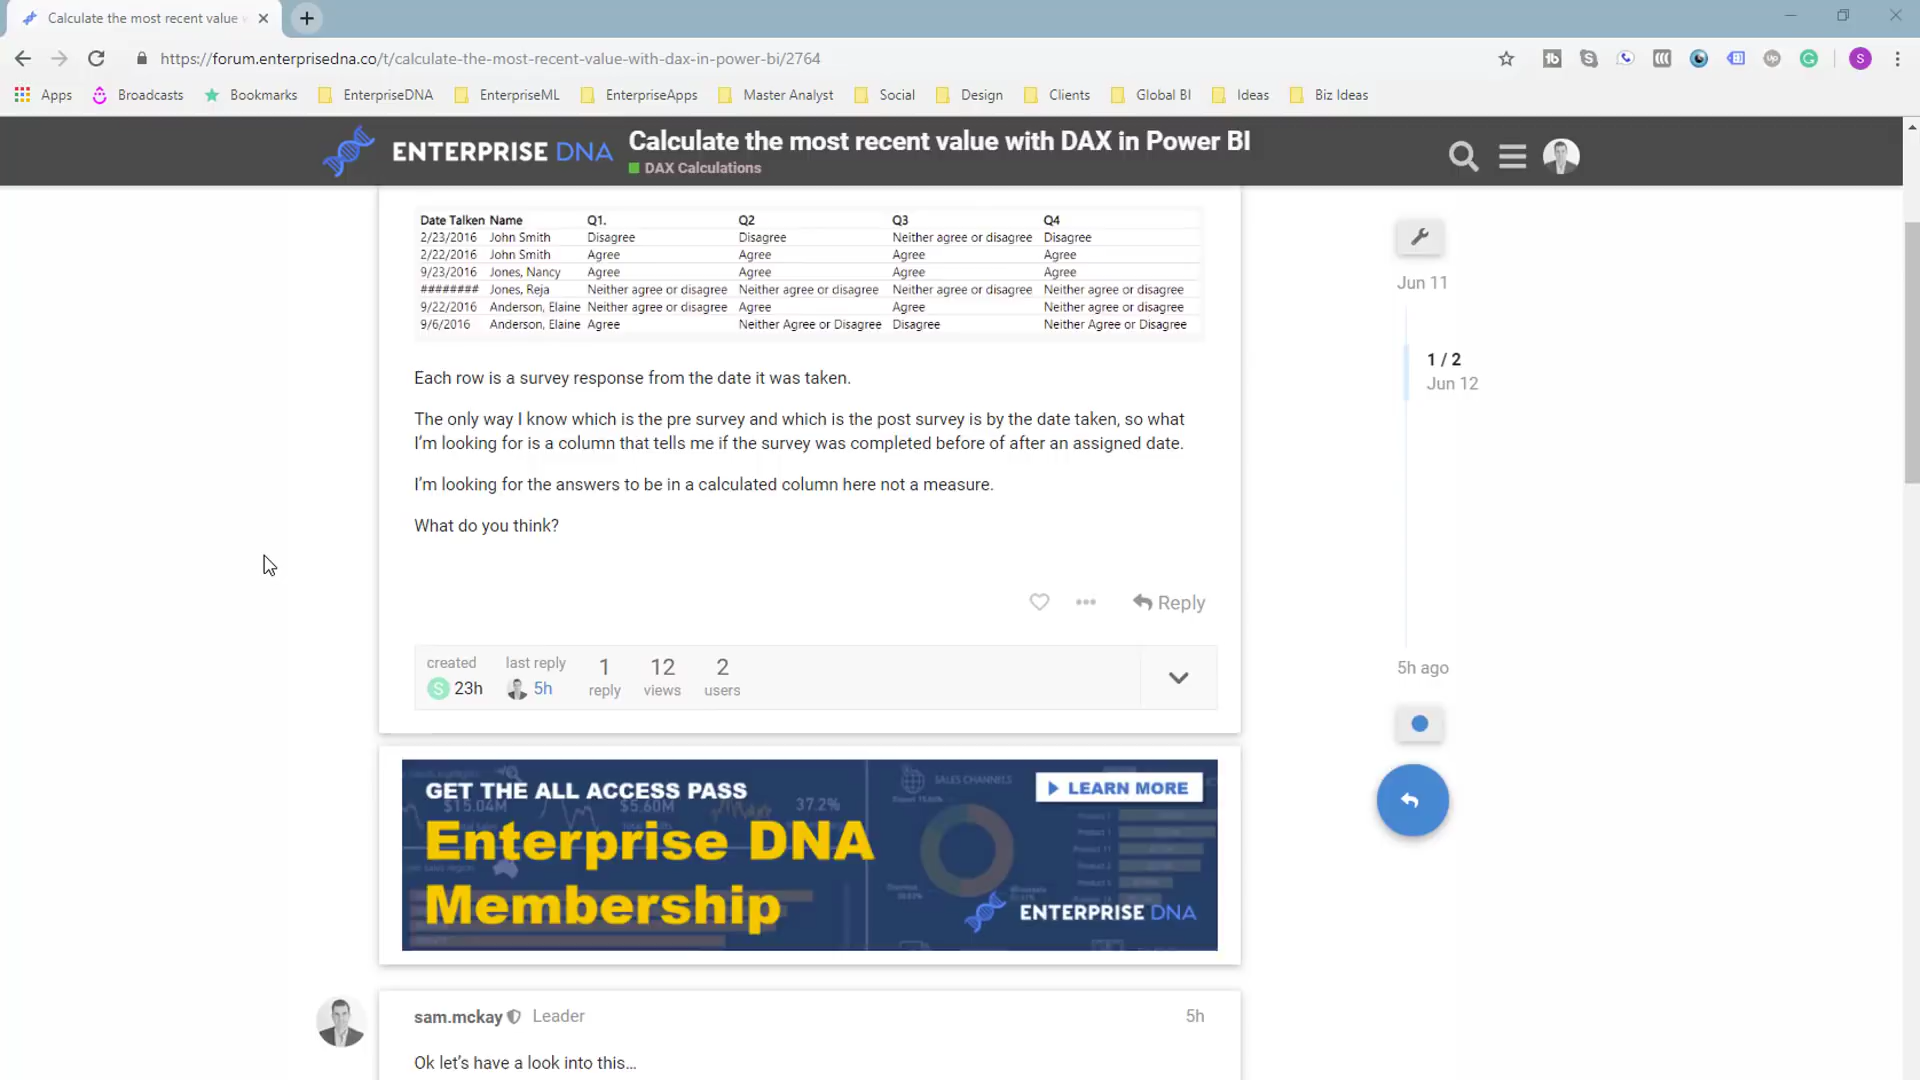 Calculate the most recent value
https://forum.enterprisedna.co/t/calculate-the-most-recent-value-with-dax-in-power-bi/2764
Apps Broadcasts Bookmarks EnterpriseDNA EnterpriseML EnterpriseApps Master Analyst Social Design Clients Global BI Ideas Biz Ideas
ENTERPRISE DNA
Calculate the most recent value with DAX in Power BI
DAX Calculations
Date Talken Name Q1. Q2 Q3 Q4
2/23/2016 John Smith Disagree Disagree Neither agree or disagree Disagree
2/22/2016 John Smith Agree Agree Agree Agree
9/23/2016 Jones, Nancy Agree Agree Agree Agree
######## Jones, Reja Neither agree or disagree Neither agree or disagree Neither agree or disagree Neither agree or disagree
9/22/2016 Anderson, Elaine Neither agree or disagree Agree Agree Neither agree or disagree
9/6/2016 Anderson, Elaine Agree Neither Agree or Disagree Disagree Neither Agree or Disagree
Each row is a survey response from the date it was taken.
The only way I know which is the pre survey and which is the post survey is by the date taken, so what
I'm looking for is a column that tells me if the survey was completed before of after an assigned date.
I'm looking for the answers to be in a calculated column here not a measure.
What do you think?
Reply
created last reply 1 12 2
S 23h 5h reply views users
Jun 11
1 / 2
Jun 12
5h ago
GET THE ALL ACCESS PASS
Enterprise DNA
Membership
$15.04M $5.60M 37.2%
SALES CHANNELS
LEARN MORE
ENTERPRISE DNA
sam.mckay Leader 5h
Ok let's have a look into this...